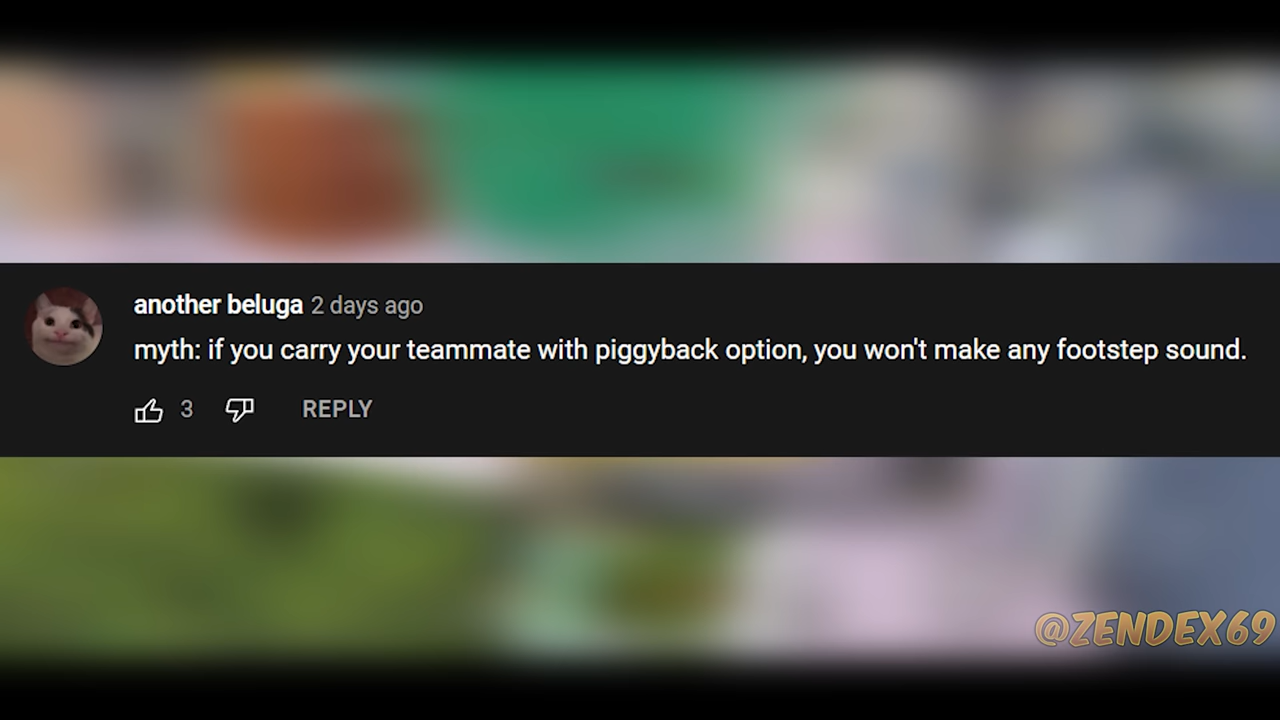 another beluga 2 days ago
myth: if you carry your teammate with piggyback option, you won't make any footstep sound.
3 REPLY
@ZENDEX69